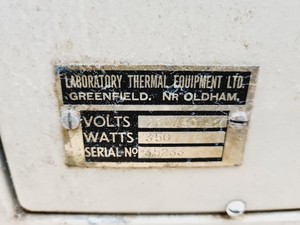 LABORATORY THERMAL EQUIPMENT LTD.
GREENFIELD. NR OLDHAM.
VOLTS
WATTS 350
SERIAL Nº